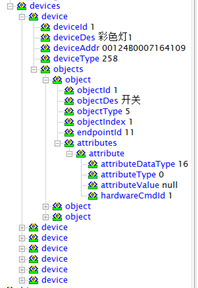 devices
device
deviceId 1
deviceDes 彩色灯1
deviceAddr 00124B0007164109
deviceType 258
objects
object
objectId 1
objectDes 开关
objectType 5
objectIndex 1
endpointId 11
attributes
attribute
attributeDataType 16
attributeType 0
attributeValue null
hardwareCmdId 1
object
object
device
device
device
device
device